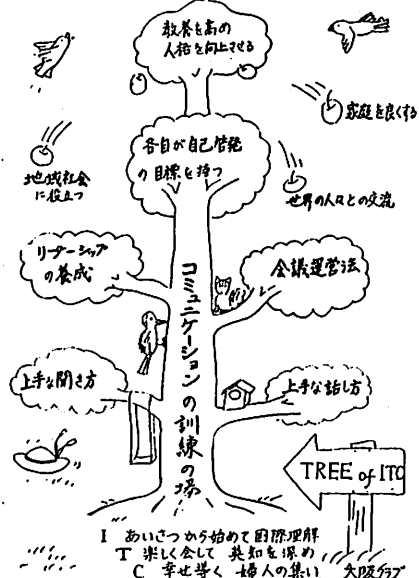 教養を高め
人格を向上させる
家庭を良くする
各自が自己啓発
の目標を持つ
地域社会
に役立つ
世界の人々との交流
リーダーシップ
の養成
会議運営法
コミュニケーションの訓練の場
上手な聞き方
上手な話し方
TREE of ITC
I あいさつから始めて国際理解
T 楽しく会して 英知を深め
C 幸せ導く 婦人の集い
大阪クラブ